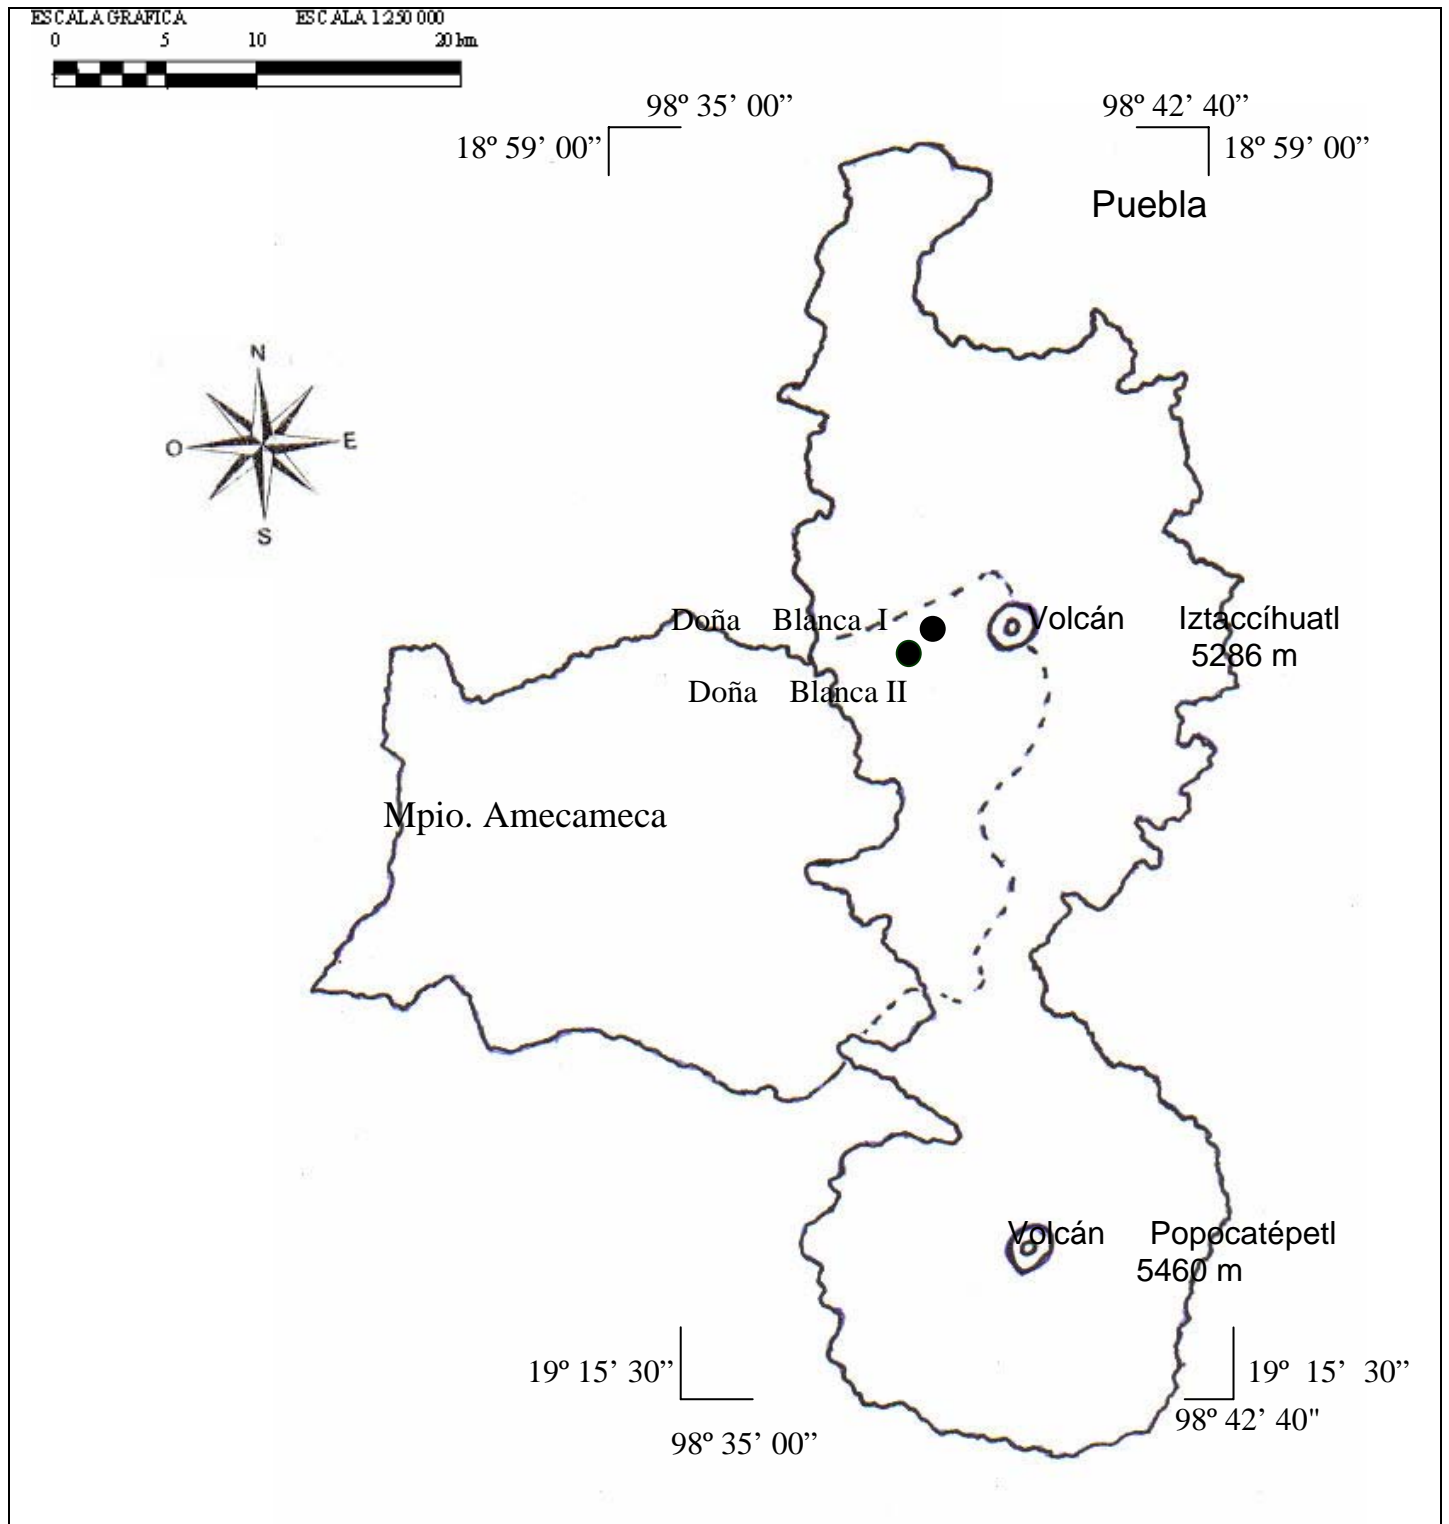 ESCALA GRAFICA ESCALA 1:250 000
0 5 10 20 km
98º 35’ 00” 98º 42’ 40”
18º 59’ 00” 18º 59’ 00”
Puebla
N
O E
S
Doña Blanca I Volcán Iztaccíhuatl
5286 m
Doña Blanca II
Mpio. Amecameca
Volcán Popocatépetl
5460 m
19º 15’ 30” 19º 15’ 30”
98º 35’ 00” 98º 42’ 40"